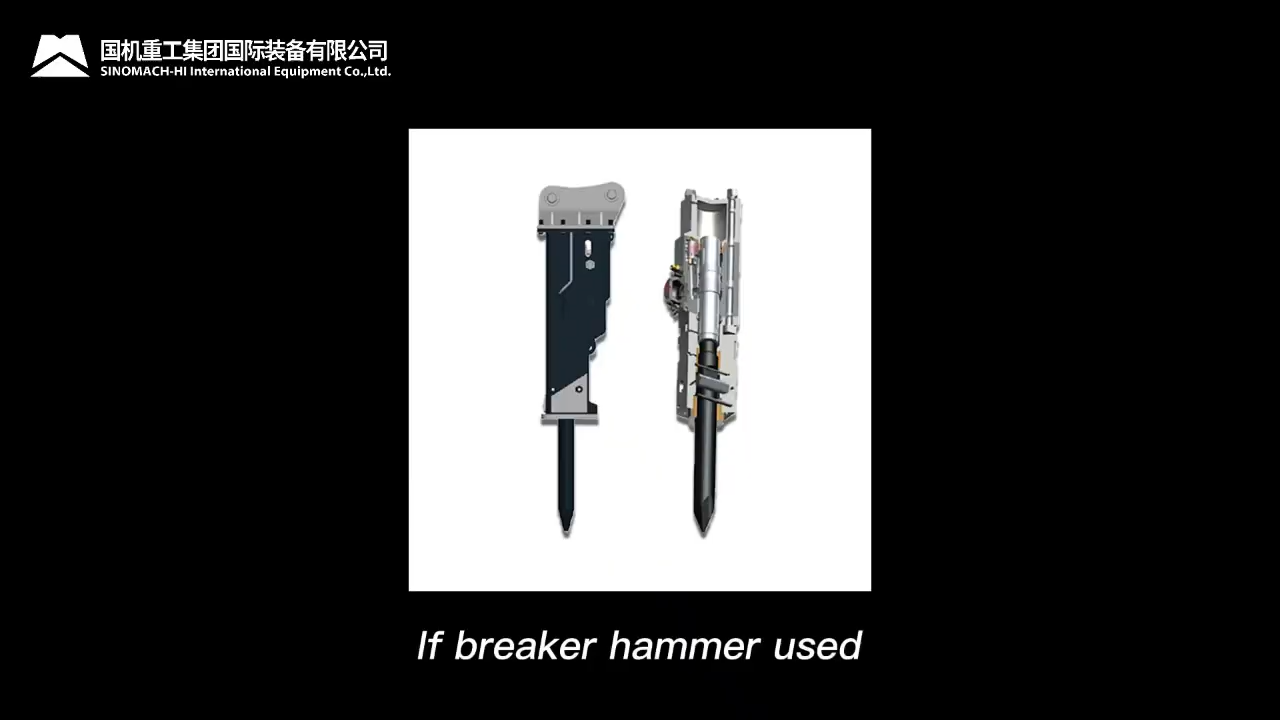 国机重工集团国际装备有限公司
SINOMACH-HI International Equipment Co.,Ltd.
If breaker hammer used